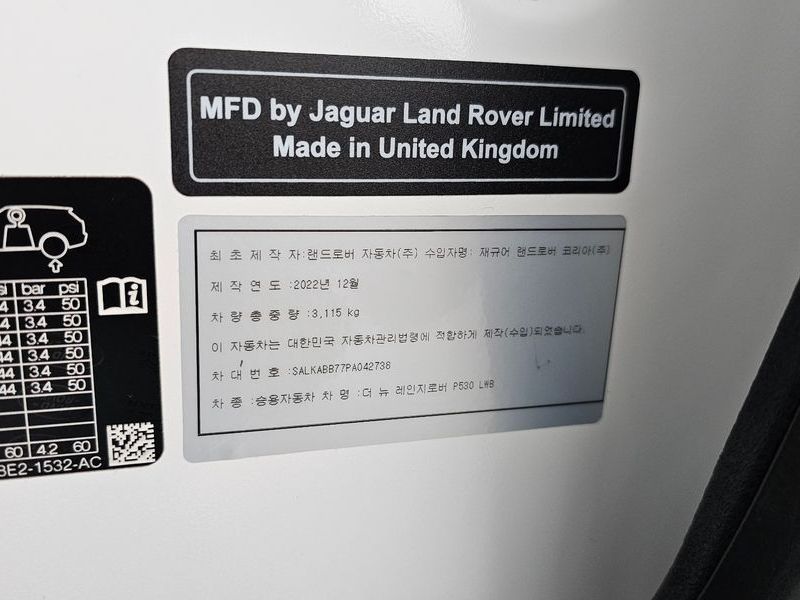 MFD by Jaguar Land Rover Limited
Made in United Kingdom
최 초 제 작 자:랜드로버 자동차(주) 수입자명: 재규어 랜드로버 코리아(주)
제 작 연 도 :2022년 12월
차 량 총 중 량 :3,115 kg
이 자동차는 대한민국 자동차관리법령에 적합하게 제작(수입)되었습니다.
차 대 번 호 :SALKABB77PA042738
차 종 :승용자동차 차 명 :더 뉴 레인지로버 P530 LWB
si bar psi
4 3.4 50
44 3.4 50
44 3.4 50
44 3.4 50
44 3.4 50
60 4.2 60
8E2-1532-AC